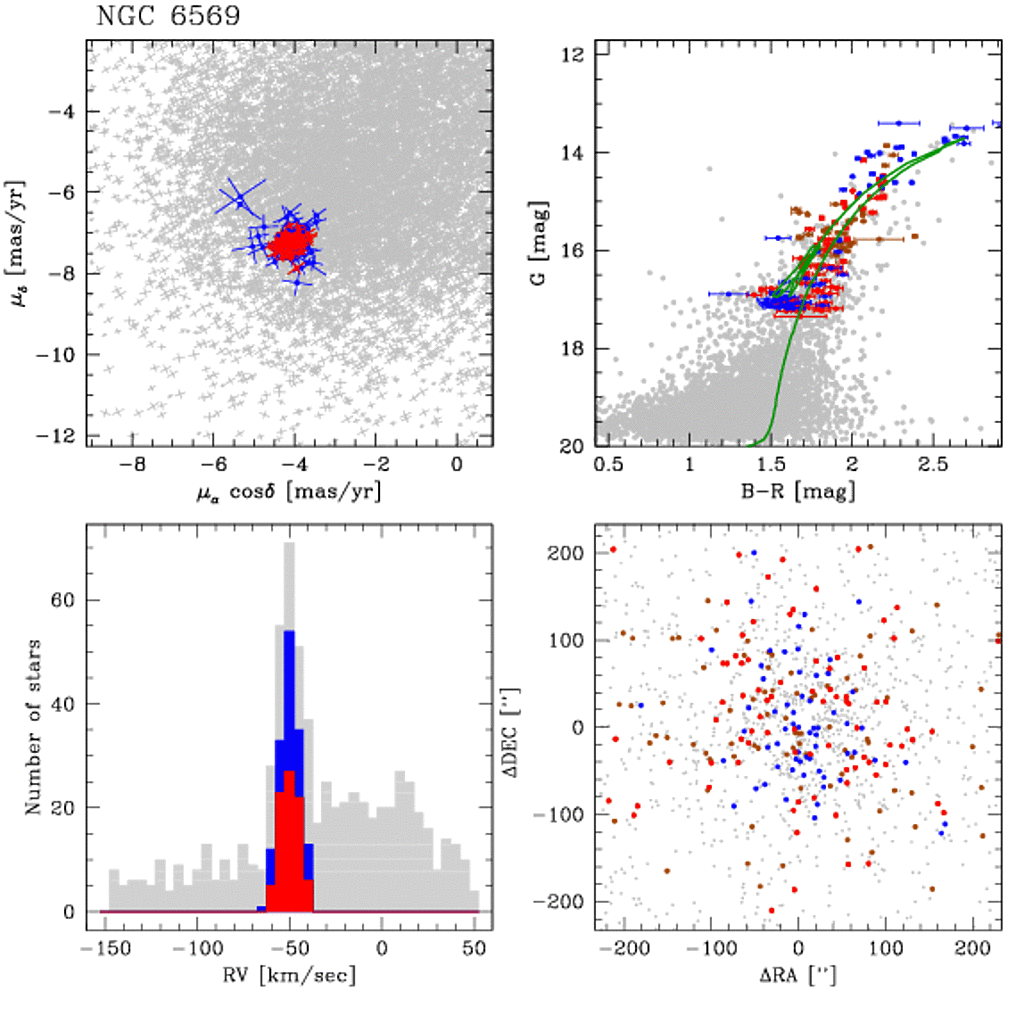 NGC 6569
−4
−6
−8
−10
−12
μδ [mas/yr]
−8 −6 −4 −2 0
μα cosδ [mas/yr]
12
14
16
18
20
G [mag]
0.5 1 1.5 2 2.5
B−R [mag]
60
40
20
0
Number of stars
−150 −100 −50 0 50
RV [km/sec]
200
100
0
−100
−200
ΔDEC [″]
−200 −100 0 100 200
ΔRA [″]